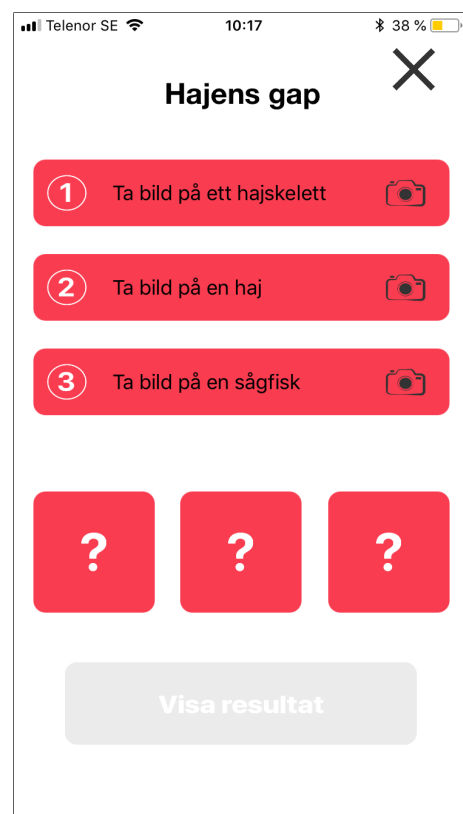 Telenor SE 10:17 38 %
Hajens gap
1 Ta bild på ett hajskelett
2 Ta bild på en haj
3 Ta bild på en sågfisk
? ? ?
Visa resultat